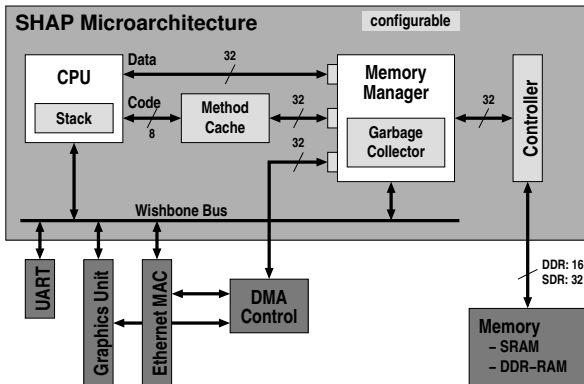 SHAP Microarchitecture
configurable
CPU
Stack
Data
32
Code
8
Method
Cache
32
32
Memory
Manager
Garbage
Collector
32
Controller
Wishbone Bus
UART
Graphics Unit
Ethernet MAC
DMA
Control
DDR: 16
SDR: 32
Memory
– SRAM
– DDR–RAM